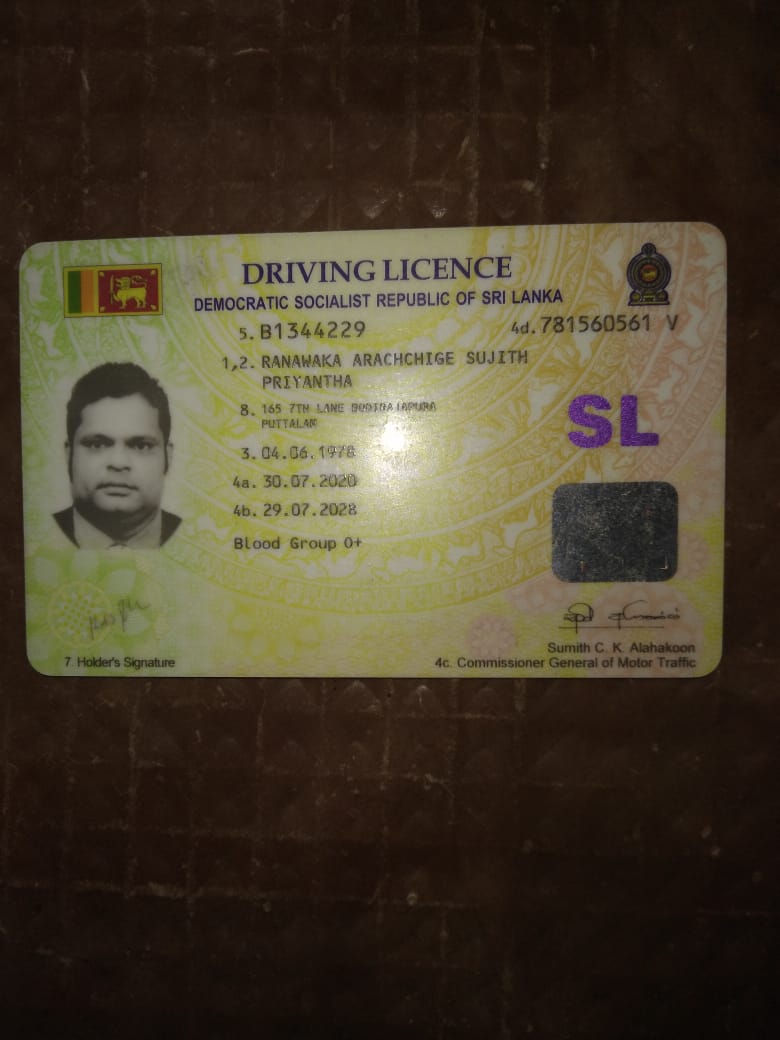 DRIVING LICENCE
DEMOCRATIC SOCIALIST REPUBLIC OF SRI LANKA
5. B1344229 4d. 781560561 V
1,2. RANAWAKA ARACHCHIGE SUJITH
PRIYANTHA
8. 165 7TH LANE
PUTTALAM
SL
3. 04.06.1978
4a. 30.07.2020
4b. 29.07.2028
Blood Group O+
7. Holder's Signature
Sumith C. K. Alahakoon
4c. Commissioner General of Motor Traffic